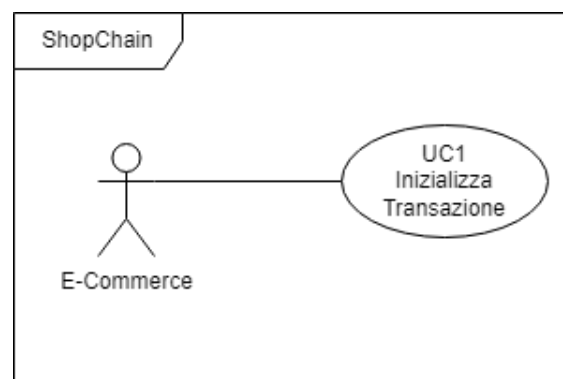 ShopChain
UC1
Inizializza
Transazione
E-Commerce